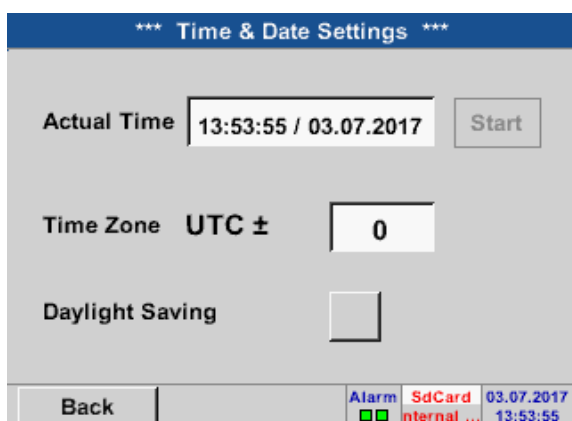 *** Time & Date Settings ***
Actual Time 13:53:55 / 03.07.2017 Start
Time Zone UTC ± 0
Daylight Saving
Back Alarm SdCard 03.07.2017
nternal ... 13:53:55